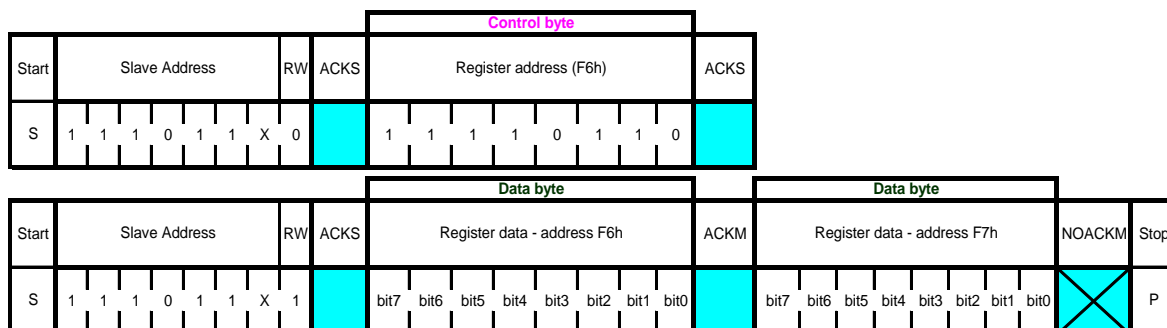 Control byte
Start Slave Address RW ACKS Register address (F6h) ACKS
S 1 1 1 0 1 1 X 0 1 1 1 1 0 1 1 0
Data byte Data byte
Start Slave Address RW ACKS Register data - address F6h ACKM Register data - address F7h NOACKM Stop
S 1 1 1 0 1 1 X 1 bit7 bit6 bit5 bit4 bit3 bit2 bit1 bit0 bit7 bit6 bit5 bit4 bit3 bit2 bit1 bit0 P